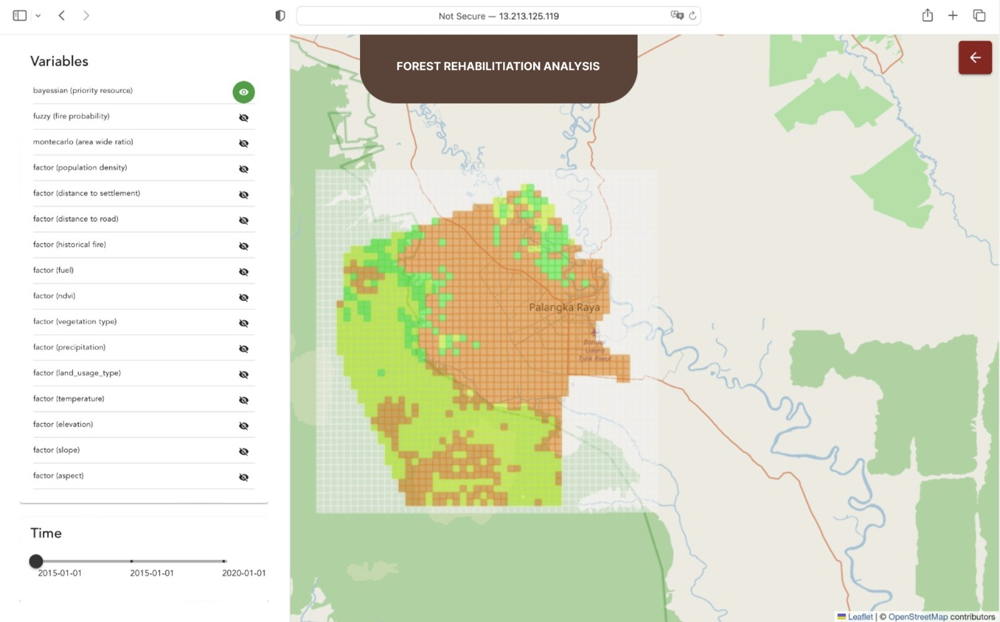 Not Secure — 13.213.125.119
FOREST REHABILITIATION ANALYSIS
Variables
bayessian (priority resource)
fuzzy (fire probability)
montecarlo (area wide ratio)
factor (population density)
factor (distance to settlement)
factor (distance to road)
factor (historical fire)
factor (fuel)
factor (ndvi)
factor (vegetation type)
factor (precipitation)
factor (land_usage_type)
factor (temperature)
factor (elevation)
factor (slope)
factor (aspect)
Time
2015-01-01 2015-01-01 2020-01-01
Palangka Raya
Bandar
Udara
Tjilik Riwut
Leaflet | © OpenStreetMap contributors